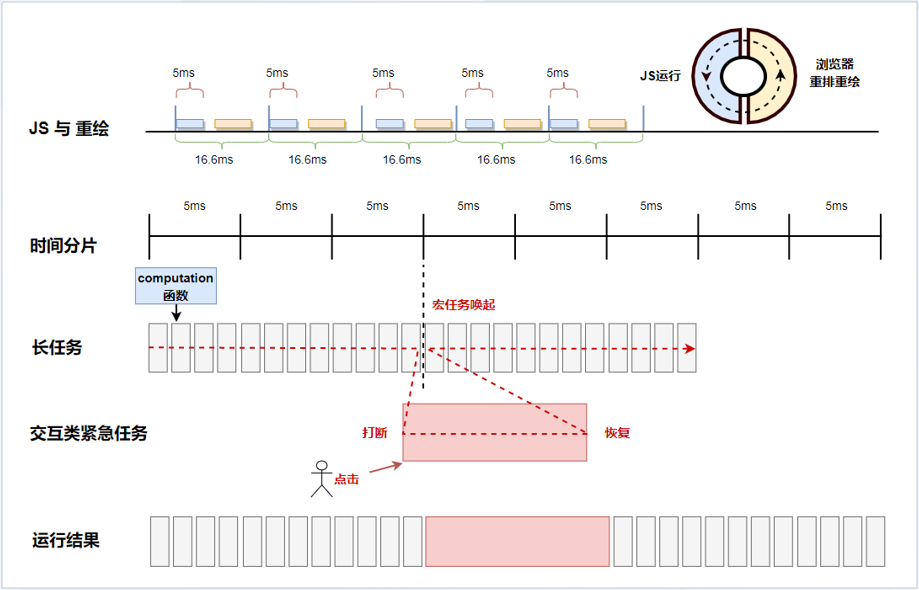 5ms 5ms 5ms 5ms 5ms
JS运行
浏览器
重排重绘
JS 与 重绘
16.6ms 16.6ms 16.6ms 16.6ms 16.6ms
5ms 5ms 5ms 5ms 5ms 5ms 5ms 5ms
时间分片
computation
函数
宏任务唤起
长任务
交互类紧急任务
打断
恢复
点击
运行结果